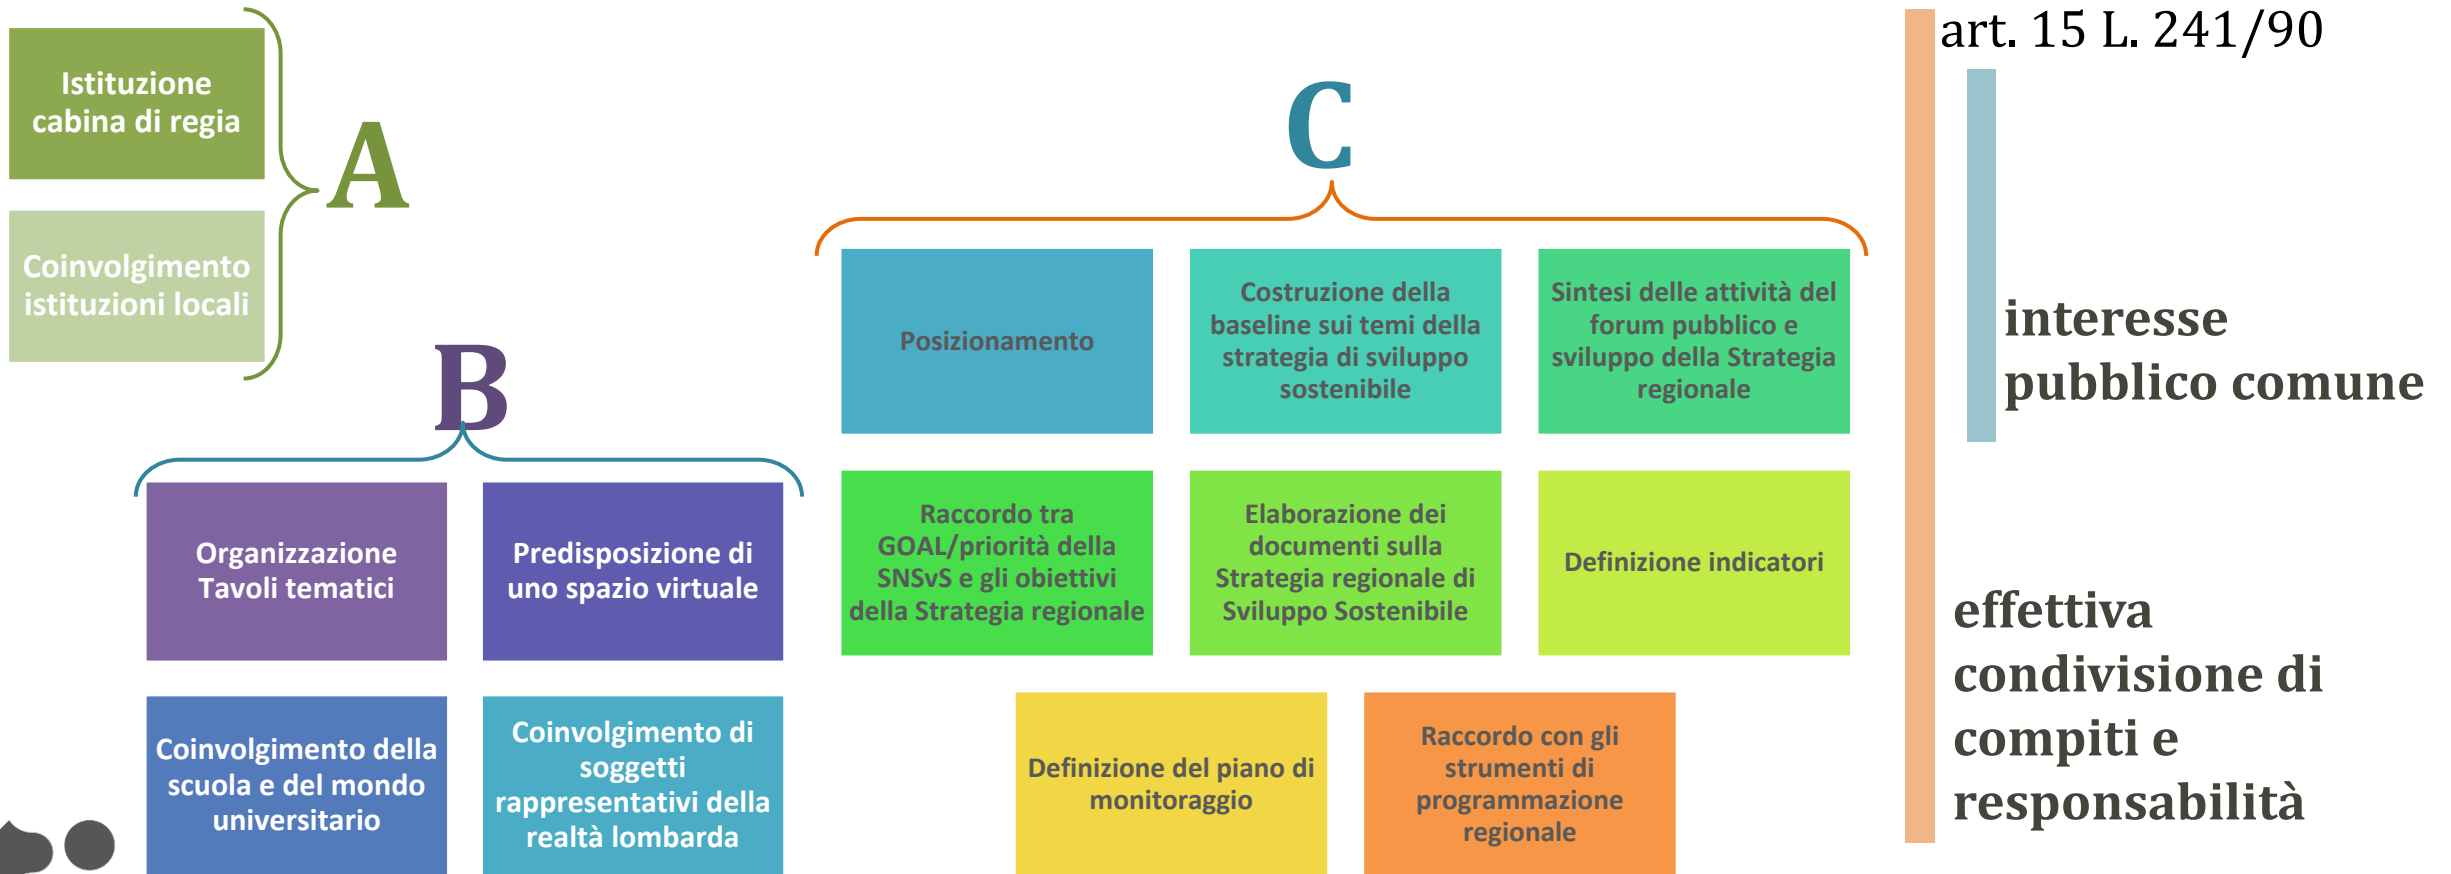 Istituzione
cabina di regia
Coinvolgimento
istituzioni locali
A
B
Organizzazione
Tavoli tematici
Predisposizione di
uno spazio virtuale
Coinvolgimento della
scuola e del mondo
universitario
Coinvolgimento di
soggetti
rappresentativi della
realtà lombarda
C
Posizionamento
Costruzione della
baseline sui temi della
strategia di sviluppo
sostenibile
Sintesi delle attività del
forum pubblico e
sviluppo della Strategia
regionale
Raccordo tra
GOAL/priorità della
SNSvS e gli obiettivi
della Strategia regionale
Elaborazione dei
documenti sulla
Strategia regionale di
Sviluppo Sostenibile
Definizione indicatori
Definizione del piano di
monitoraggio
Raccordo con gli
strumenti di
programmazione
regionale
art. 15 L. 241/90
interesse
pubblico comune
effettiva
condivisione di
compiti e
responsabilità